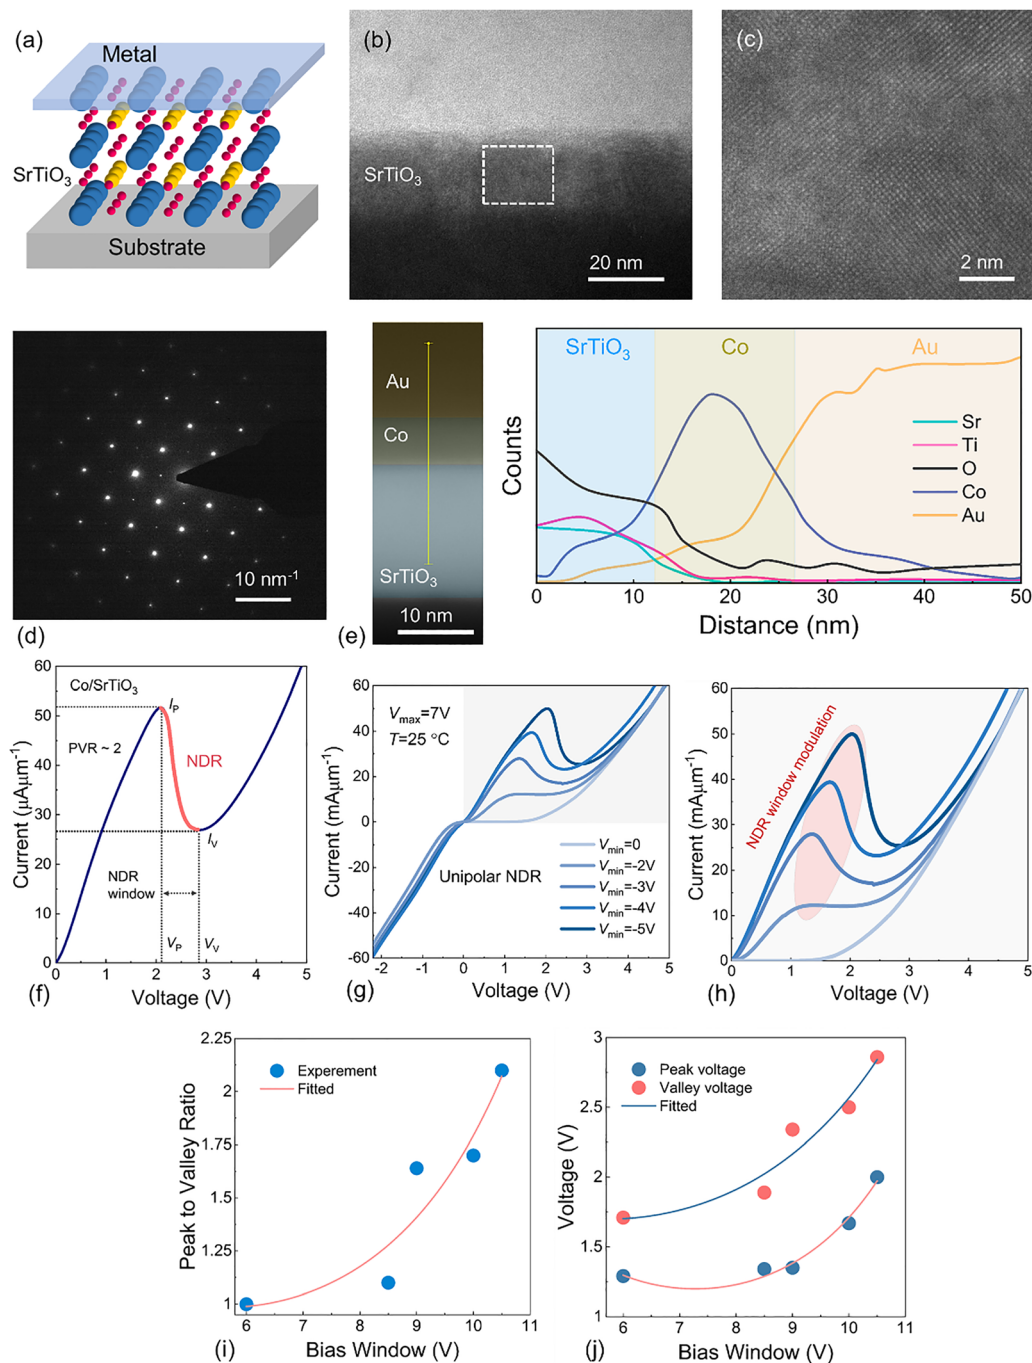 (a)
Metal
SrTiO3
Substrate
(b)
SrTiO3
20 nm
(c)
2 nm
(d)
10 nm-1
(e)
Au
Co
SrTiO3
10 nm
SrTiO3
Co
Au
Sr
Ti
O
Co
Au
Counts
0
10
20
30
40
50
Distance (nm)
60
50
40
30
20
10
0
Current (µAµm-1)
Co/SrTiO3
IP
PVR ~ 2
NDR
IV
NDR
window
VP
VV
0
1
2
3
4
5
(f)
Voltage (V)
60
40
20
0
-20
-40
-60
Current (mAµm-1)
Vmax=7V
T=25 °C
Unipolar NDR
Vmin=0
Vmin=-2V
Vmin=-3V
Vmin=-4V
Vmin=-5V
-2
-1
0
1
2
3
4
5
(g)
Voltage (V)
60
50
40
30
20
10
0
Current (mAµm-1)
NDR window modulation
0
1
2
3
4
5
(h)
Voltage (V)
2.25
2
1.75
1.5
1.25
1
Peak to Valley Ratio
Experement
Fitted
6
7
8
9
10
11
(i)
Bias Window (V)
3
2.5
2
1.5
1
Voltage (V)
Peak voltage
Valley voltage
Fitted
6
7
8
9
10
11
(j)
Bias Window (V)